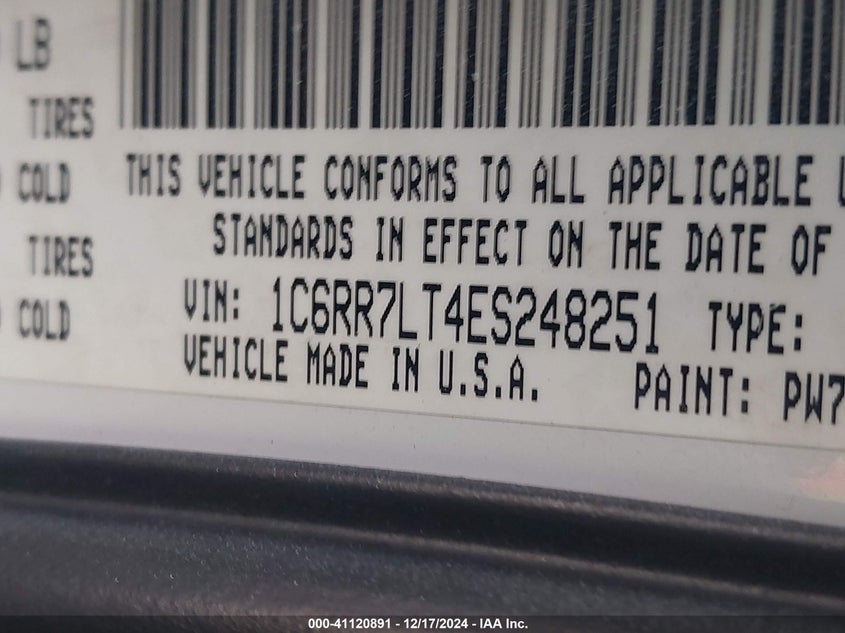 LB
TIRES
COLD
TIRES
COLD
THIS VEHICLE CONFORMS TO ALL APPLICABLE
STANDARDS IN EFFECT ON THE DATE OF
VIN: 1C6RR7LT4ES248251 TYPE:
VEHICLE MADE IN U.S.A. PAINT: PW7
000-41120891 - 12/17/2024 - IAA Inc.